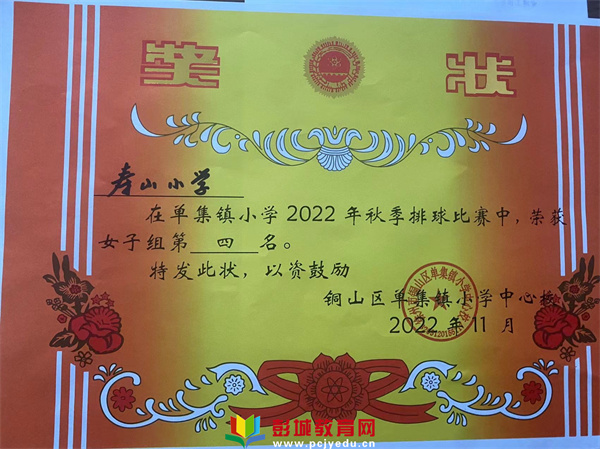 奖 状
寿山小学
在单集镇小学2022年秋季排球比赛中，荣获
女子组第 四 名。
特发此状，以资鼓励
铜山区单集镇小学中心校
2022年11月
彭城教育网
www.pcjyedu.cn